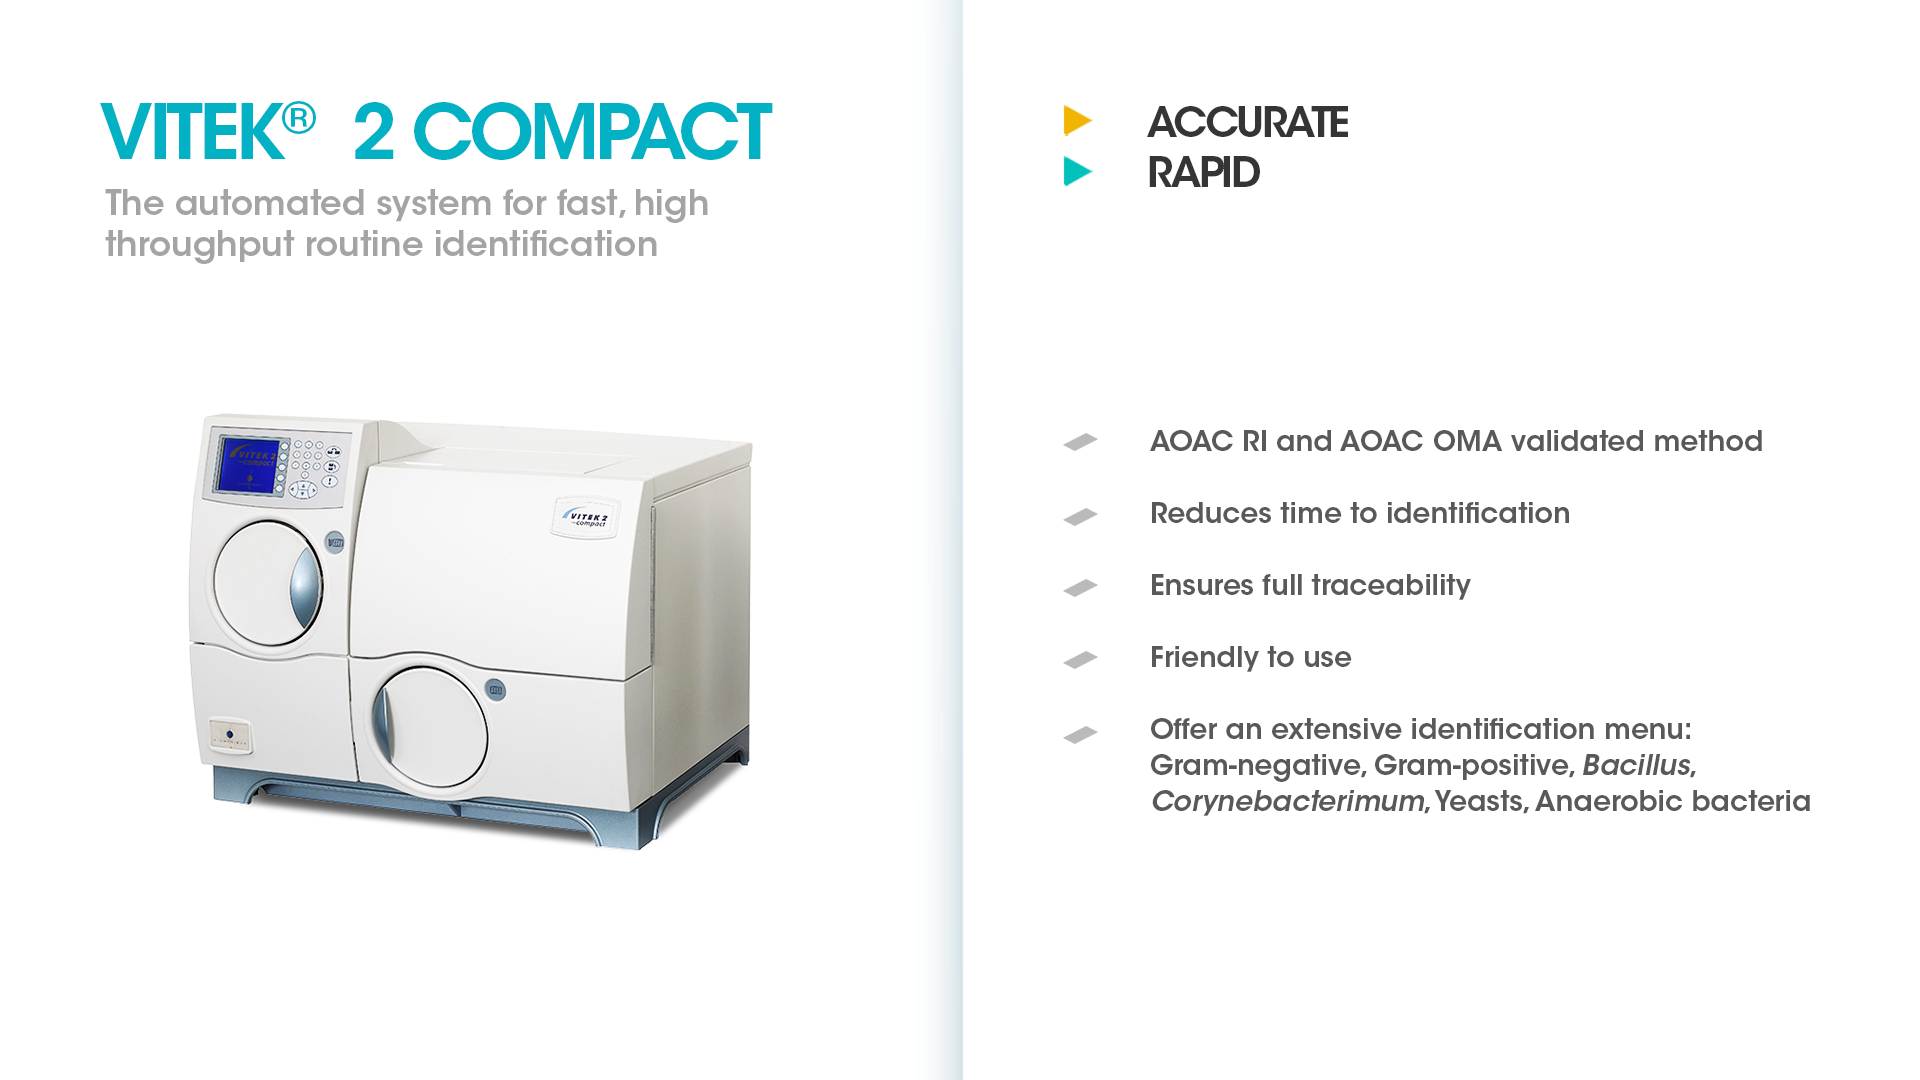 VITEK® 2 COMPACT
The automated system for fast, high
throughput routine identification
VITEK 2
compact
VITEK 2
compact
ACCURATE
RAPID
AOAC RI and AOAC OMA validated method
Reduces time to identification
Ensures full traceability
Friendly to use
Offer an extensive identification menu:
Gram-negative, Gram-positive, Bacillus,
Corynebacterimum, Yeasts, Anaerobic bacteria